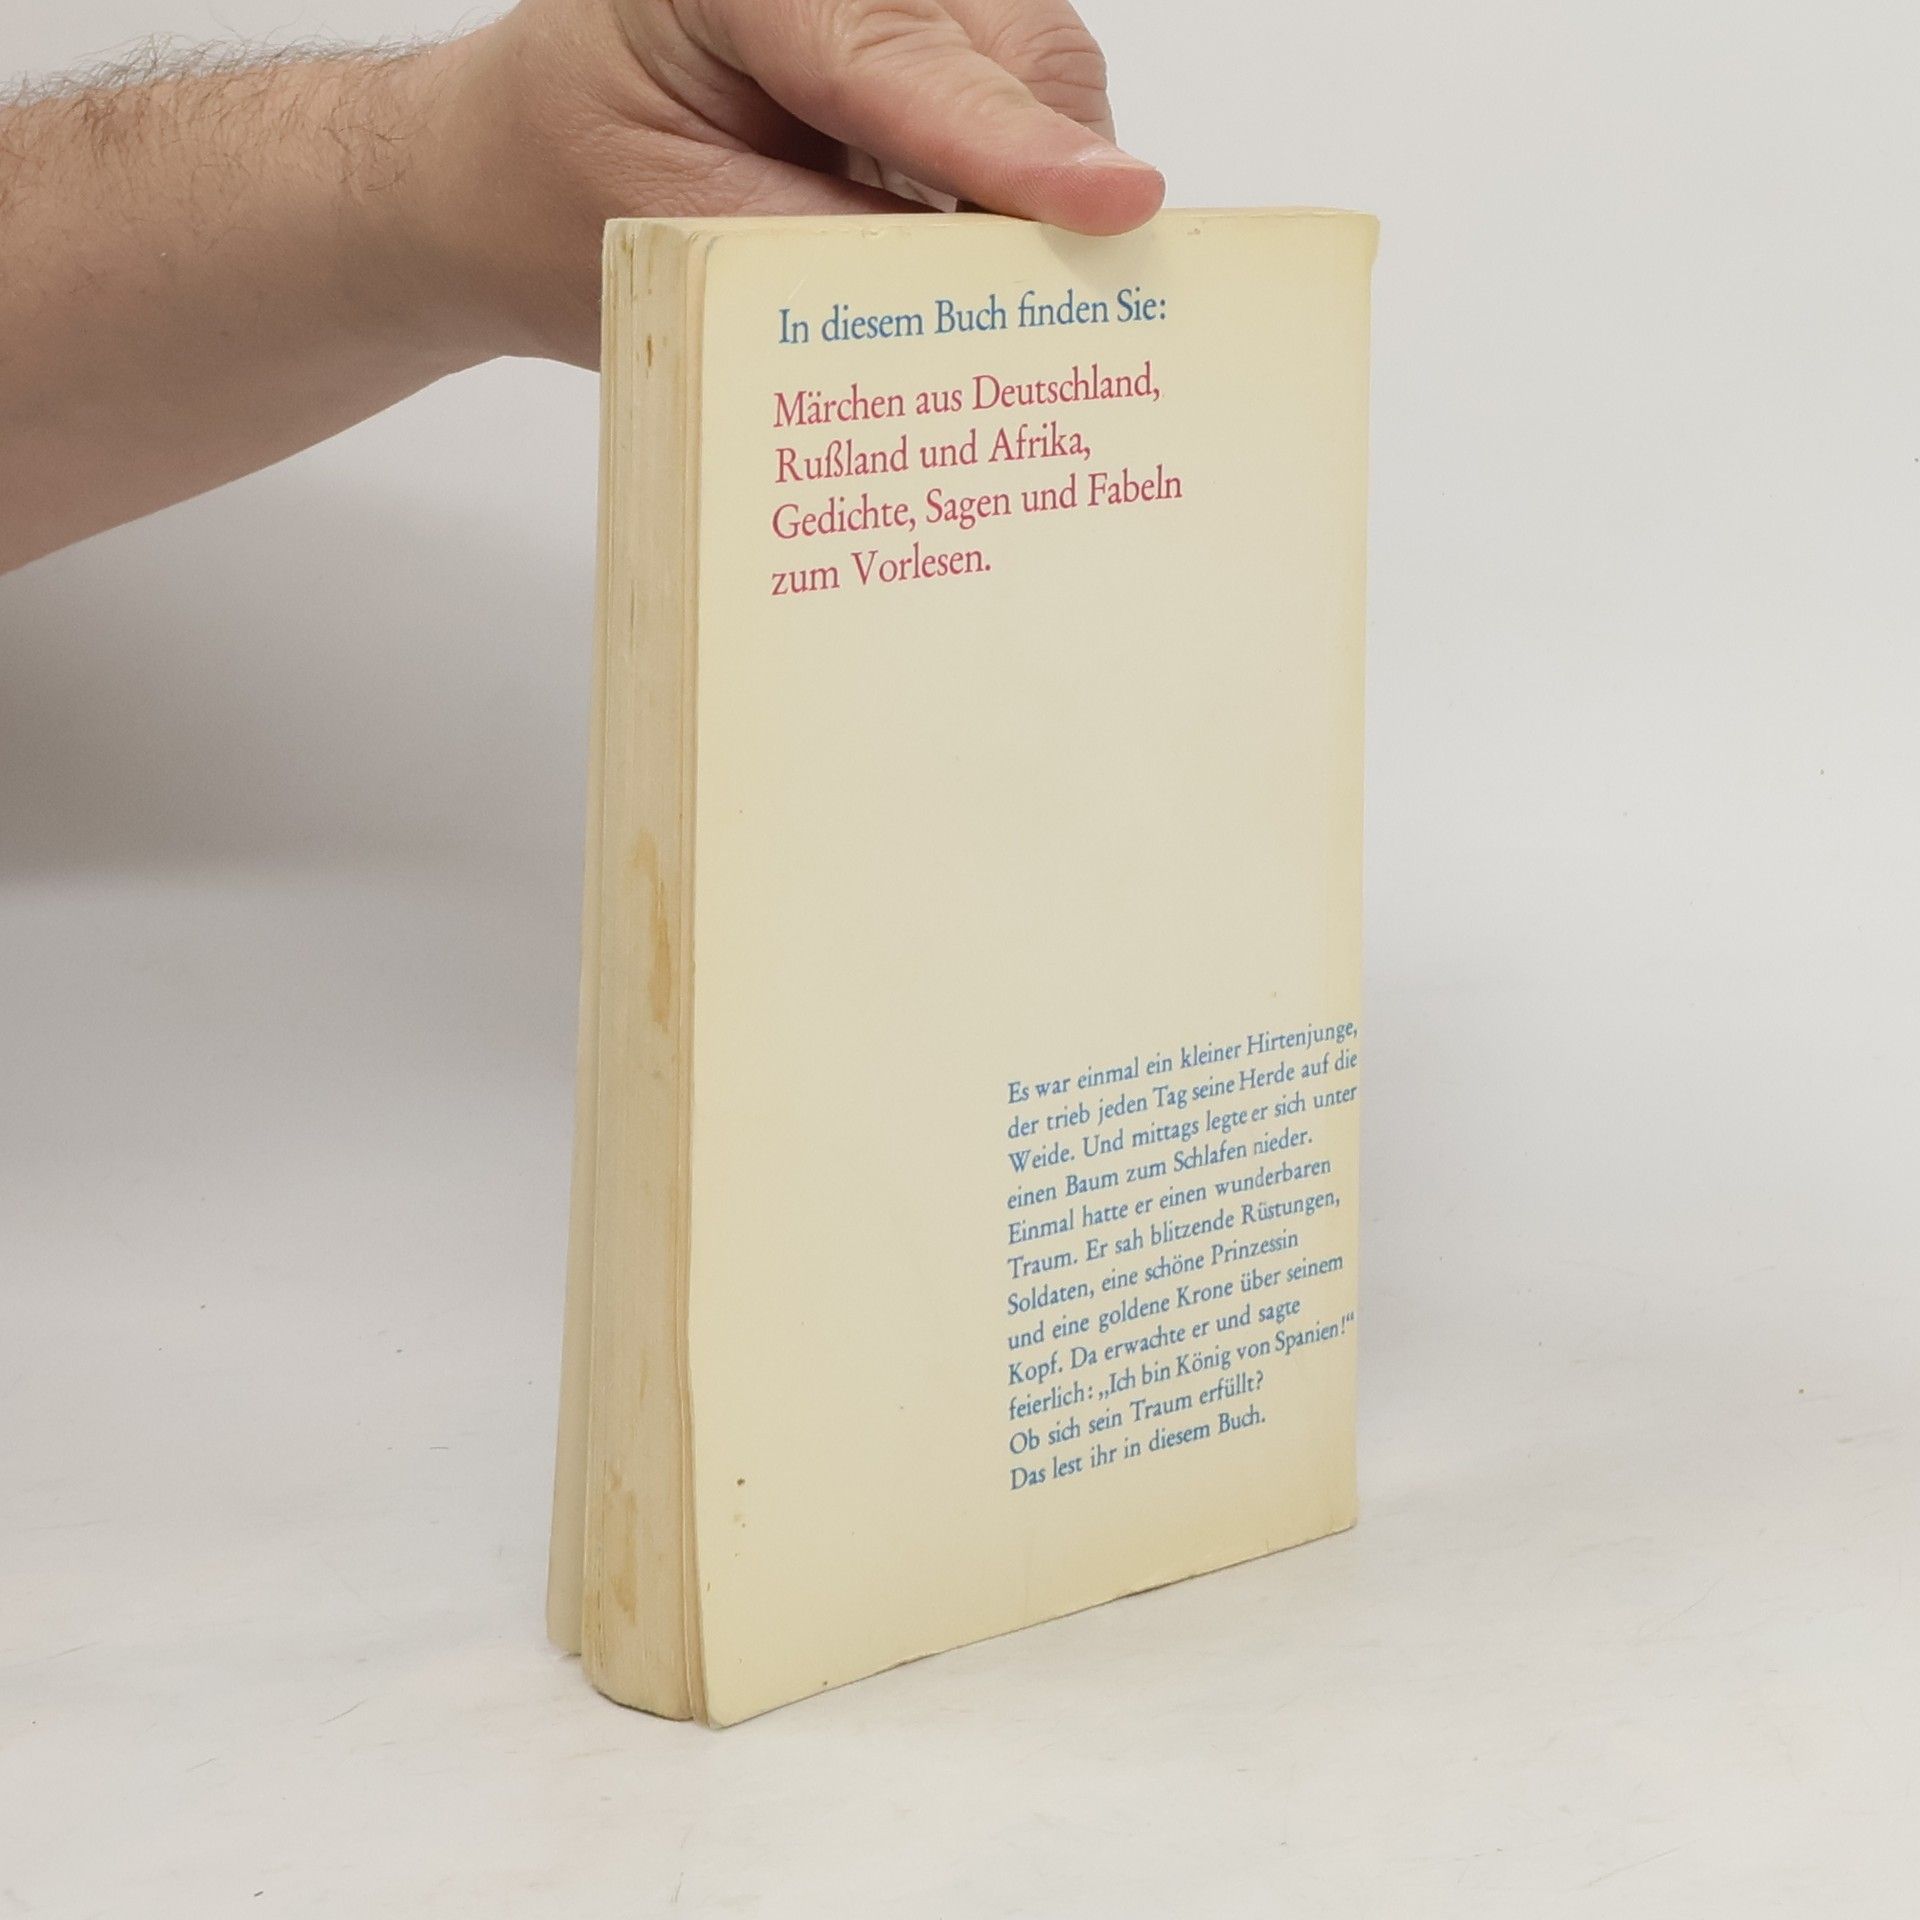 In diesem Buch finden Sie:
Märchen aus Deutschland,
Rußland und Afrika,
Gedichte, Sagen und Fabeln
zum Vorlesen.
Es war einmal ein kleiner Hirtenjunge,
der trieb jeden Tag seine Herde auf die
Weide. Und mittags legte er sich unter
einen Baum zum Schlafen nieder.
Einmal hatte er einen wunderbaren
Traum. Er sah blitzende Rüstungen,
Soldaten, eine schöne Prinzessin
und eine goldene Krone über seinem
Kopf. Da erwachte er und sagte
feierlich: „Ich bin König von Spanien!“
Ob sich sein Traum erfüllt?
Das lest ihr in diesem Buch.